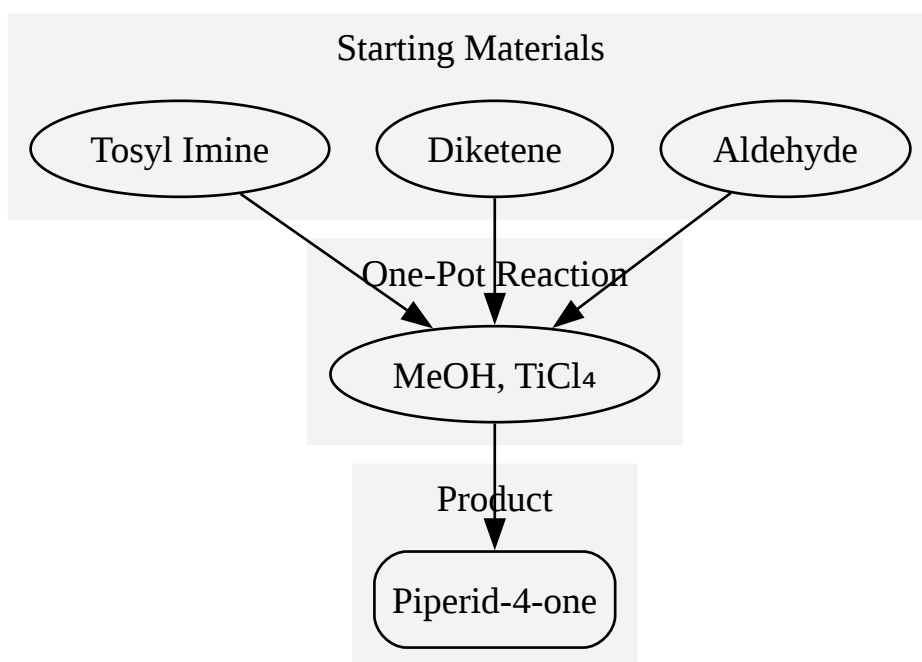 Starting Materials
Tosyl Imine
Diketene
Aldehyde
One-Pot Reaction
MeOH, TiCl₄
Product
Piperid-4-one